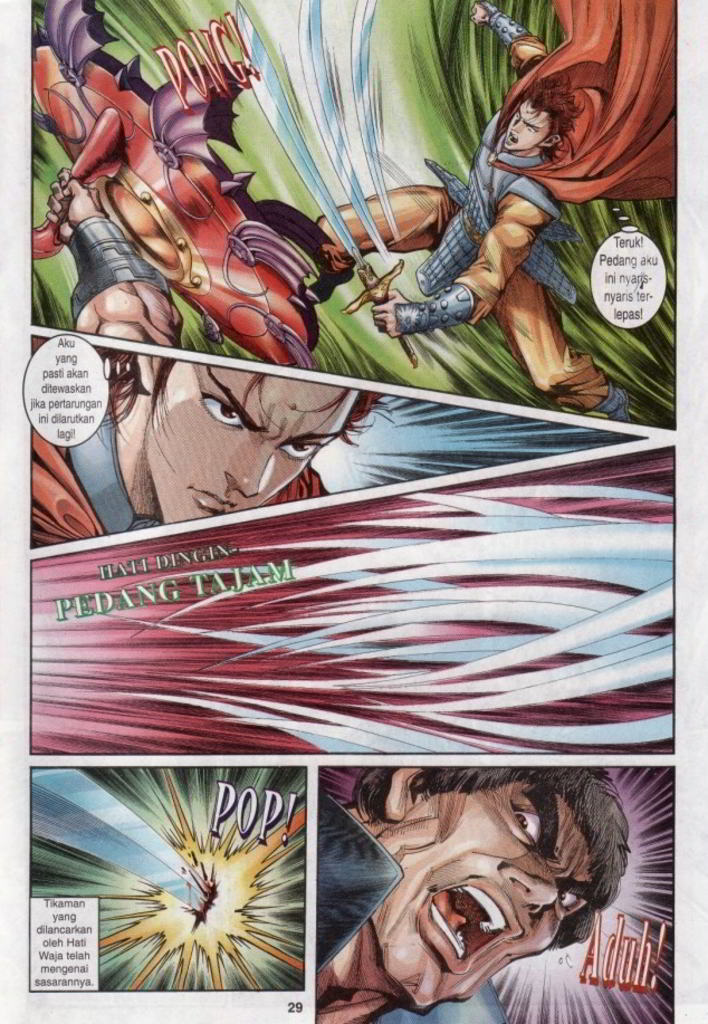 PONG!
Teruk!
Pedang aku
ini nyaris-
nyaris ter-
lepas!
Aku
yang
pasti akan
ditewaskan
jika pertarungan
ini dilarutkan
lagi!
HATI DINGIN-
PEDANG TAJAM
POP!
Tikaman
yang
dilancarkan
oleh Hati
Waja telah
mengenai
sasarannya.
Aduh!
29